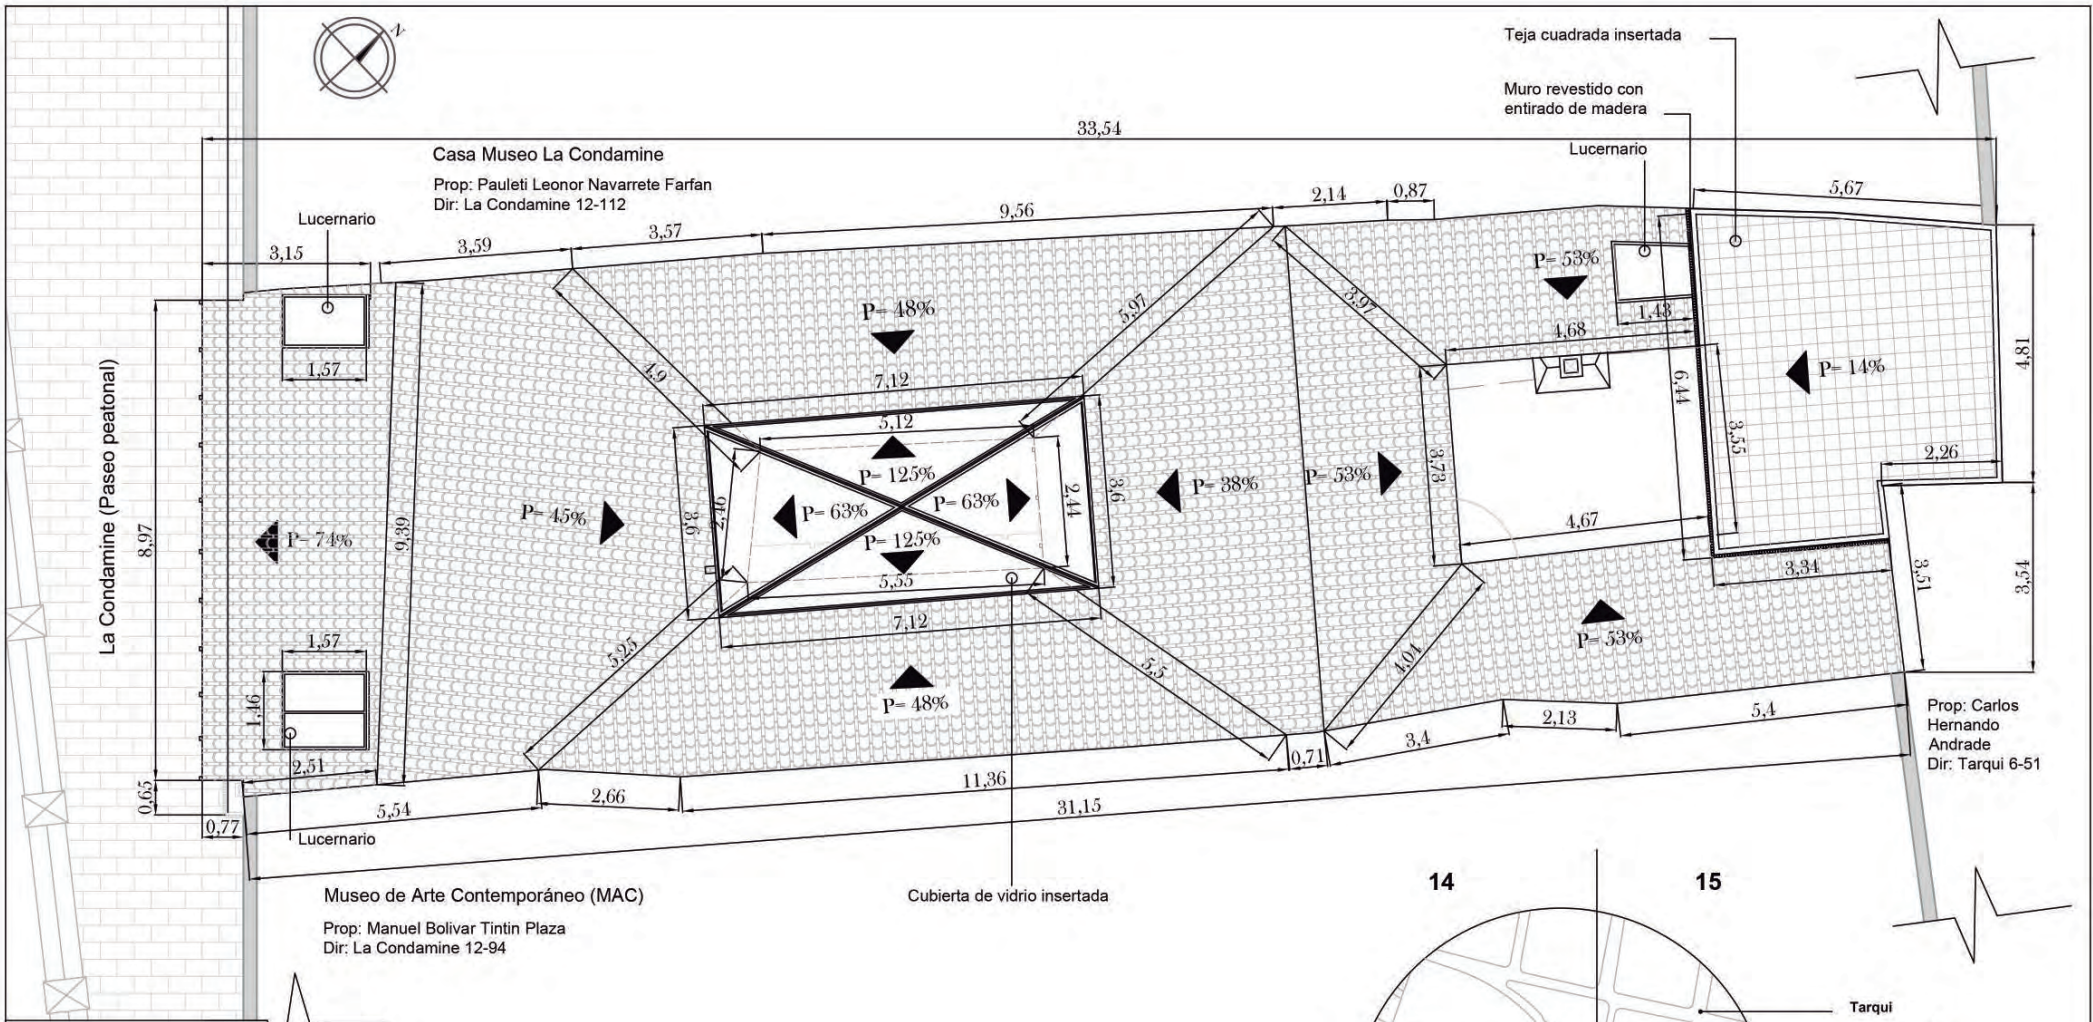 N
Teja cuadrada insertada
Muro revestido con
entirado de madera
Lucernario
33,54
Casa Museo La Condamine
Prop: Pauleti Leonor Navarrete Farfan
Dir: La Condamine 12-112
Lucernario
3,15
3,59
3,57
9,56
2,14
0,87
5,67
P= 53%
1,43
4,68
1,57
4,9
P= 48%
5,97
3,97
7,12
5,12
P= 125%
P= 63%
P= 63%
P= 125%
5,55
7,12
3,6
2,46
2,44
3,6
P= 38%
P= 53%
3,73
4,67
6,44
3,55
P= 14%
4,81
2,26
3,54
3,51
3,34
P= 53%
La Condamine (Paseo peatonal)
8,97
P= 74%
9,39
P= 45%
1,57
1,46
2,51
0,65
0,77
5,54
Lucernario
5,25
P= 48%
5,5
4,04
2,66
11,36
0,71
3,4
2,13
5,4
31,15
Prop: Carlos
Hernando
Andrade
Dir: Tarqui 6-51
Museo de Arte Contemporáneo (MAC)
Prop: Manuel Bolivar Tintin Plaza
Dir: La Condamine 12-94
Cubierta de vidrio insertada
14
15
Tarqui